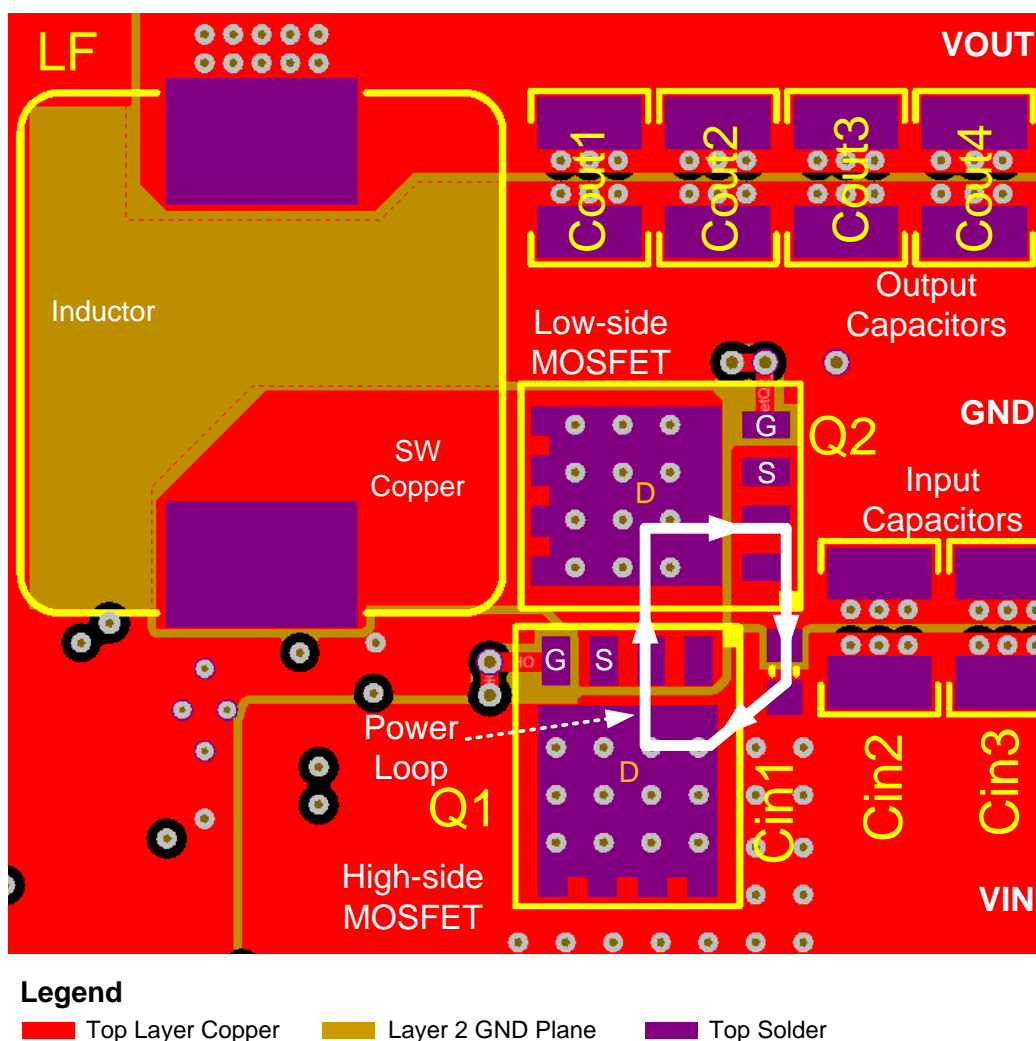 LF
VOUT
Cout1
Cout2
Cout3
Cout4
Inductor
Output
Capacitors
Low-side
MOSFET
GND
G
Q2
SW
Copper
S
D
Input
Capacitors
G
S
Power
Loop
D
Q1
Cin1
Cin2
Cin3
High-side
MOSFET
VIN
Legend
Top Layer Copper
Layer 2 GND Plane
Top Solder